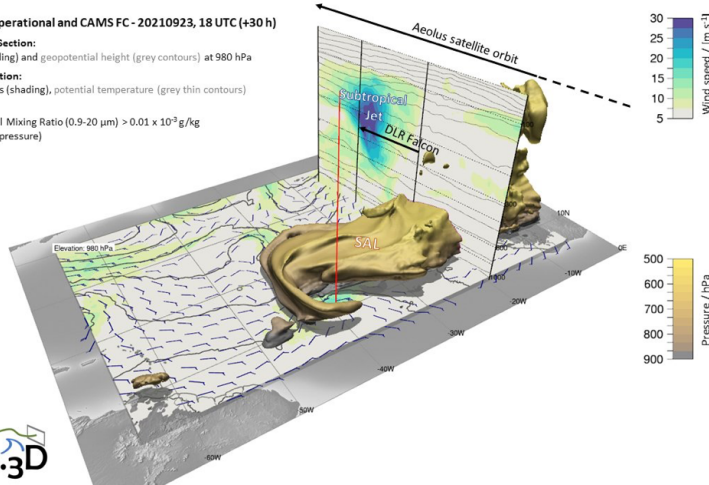 perational and CAMS FC - 20210923, 18 UTC (+30 h)
Section:
ding) and geopotential height (grey contours) at 980 hPa
tion:
s (shading), potential temperature (grey thin contours)
l Mixing Ratio (0.9-20 μm) > 0.01 x 10⁻³ g/kg
pressure)
Aeolus satellite orbit
Subtropical
Jet
DLR Falcon
SAL
Elevation: 980 hPa
10N
0E
-10W
-20W
-30W
-40W
-50W
-60W
30
25
20
15
10
5
Wind speed / [m s⁻¹]
500
600
700
800
900
Pressure / hPa
.3D